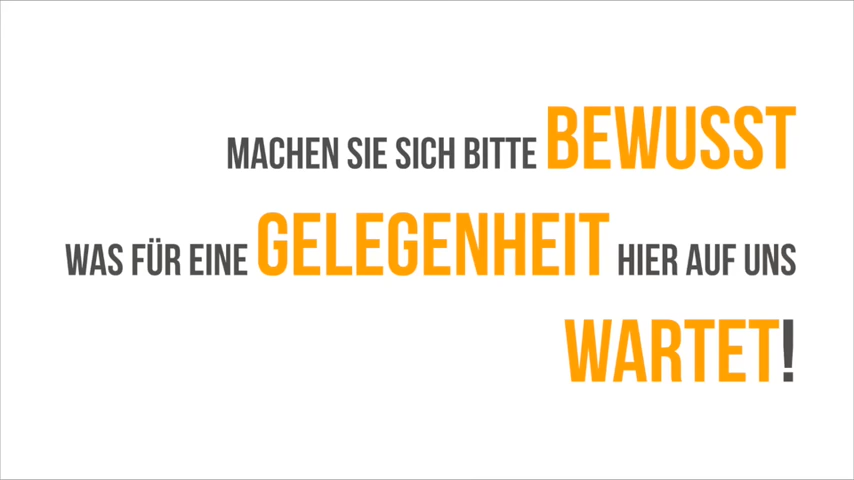 MACHEN SIE SICH BITTE BEWUSST
WAS FÜR EINE GELEGENHEIT HIER AUF UNS
WARTET!